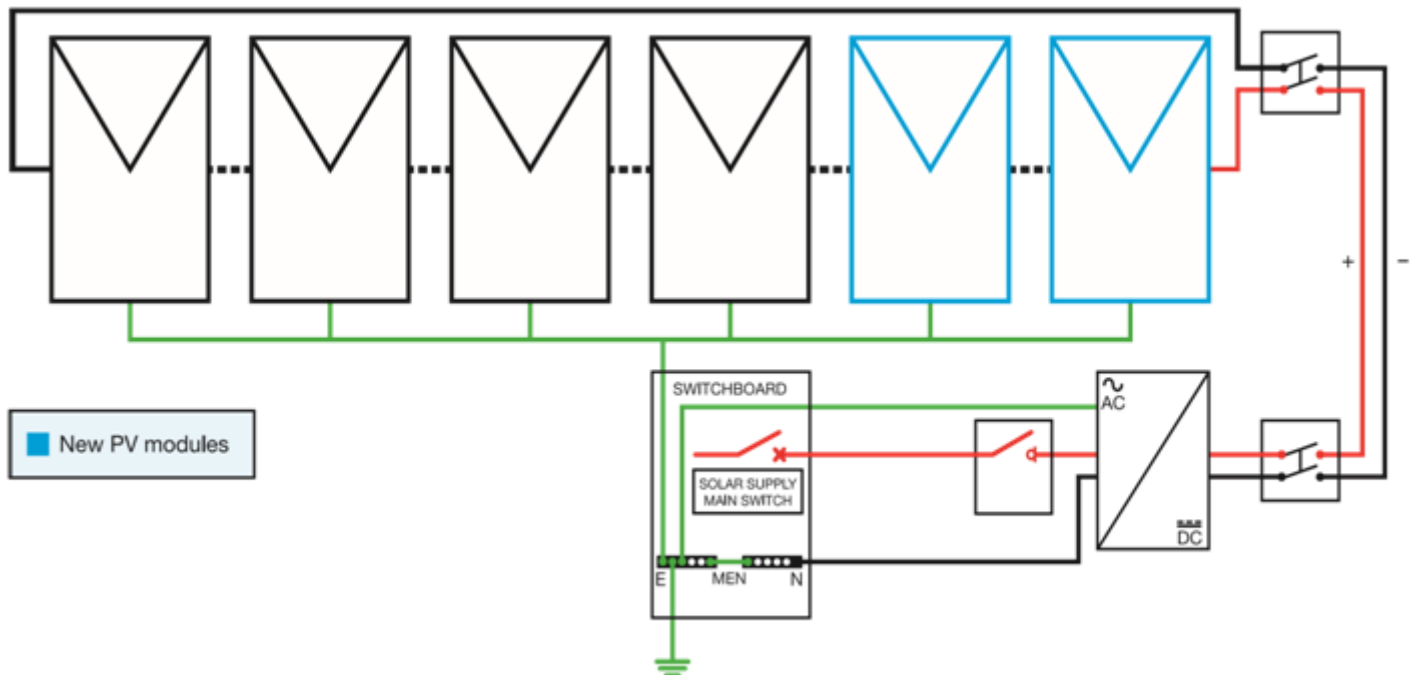 + −
SWITCHBOARD
AC
New PV modules
SOLAR SUPPLY
MAIN SWITCH
DC
E MEN N